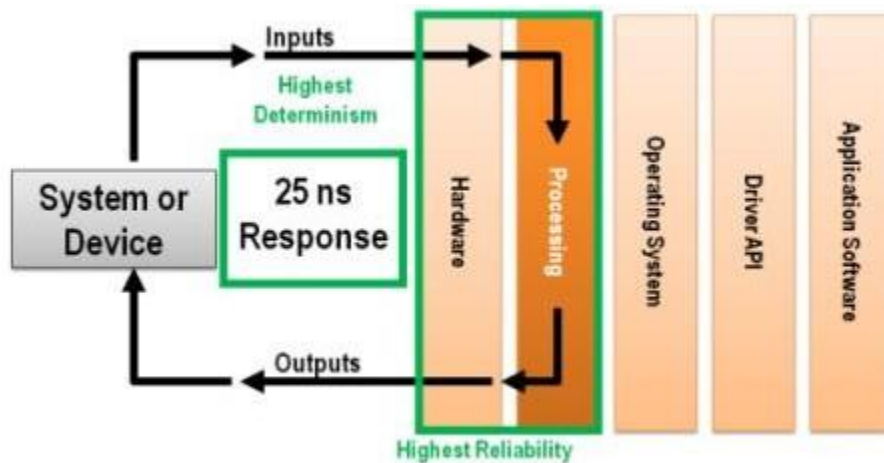 Inputs
Highest
Determinism
System or
Device
25 ns
Response
Hardware
Processing
Operating System
Driver API
Application Software
Outputs
Highest Reliability